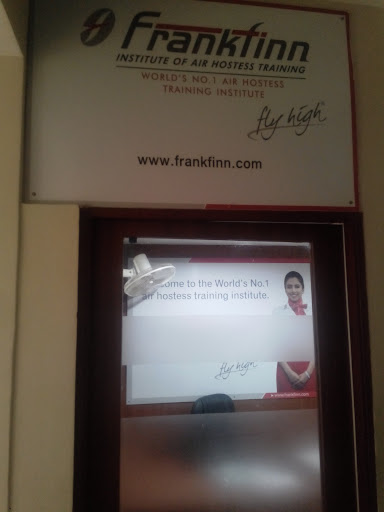 Frankfinn
INSTITUTE OF AIR HOSTESS TRAINING
WORLD'S NO.1 AIR HOSTESS
TRAINING INSTITUTE
fly high
www.frankfinn.com
come to the World's No.1
air hostess training institute.
fly high